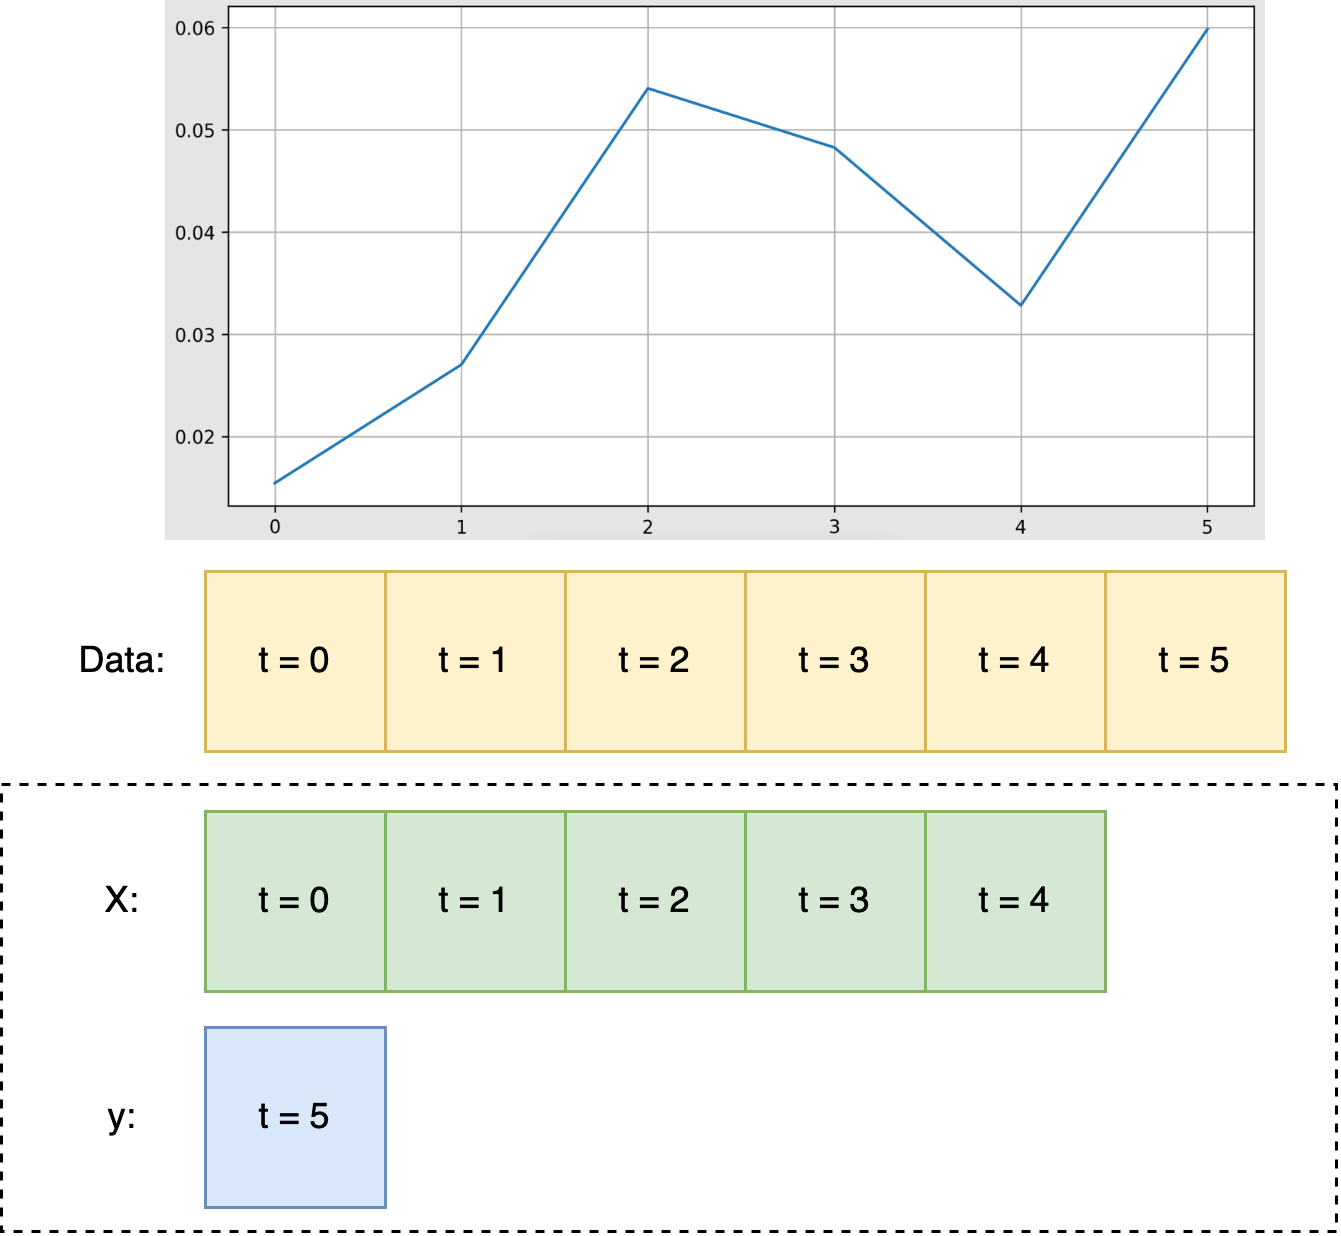 0.06
0.05
0.04
0.03
0.02
0 1 2 3 4 5
Data: t = 0 t = 1 t = 2 t = 3 t = 4 t = 5
X: t = 0 t = 1 t = 2 t = 3 t = 4
y: t = 5